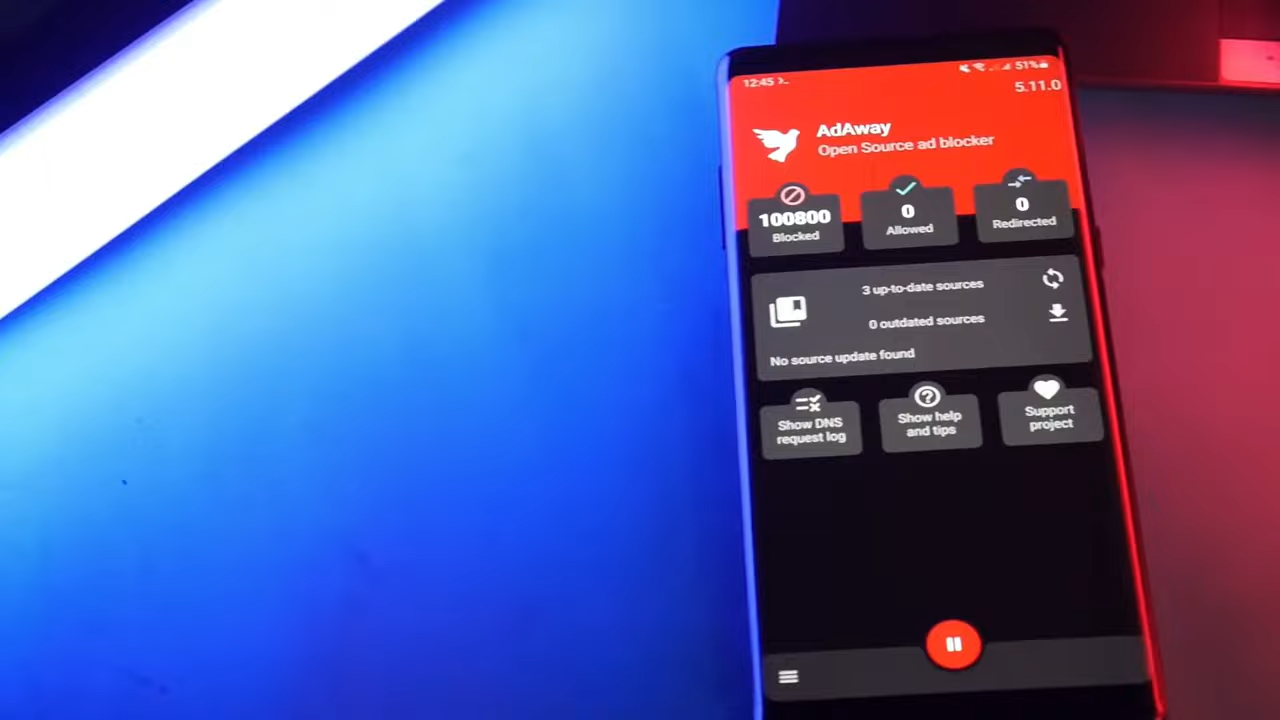 12:45
51%
5.11.0
AdAway
Open Source ad blocker
100800
Blocked
0
Allowed
0
Redirected
3 up-to-date sources
0 outdated sources
No source update found
Show DNS
request log
Show help
and tips
Support
project